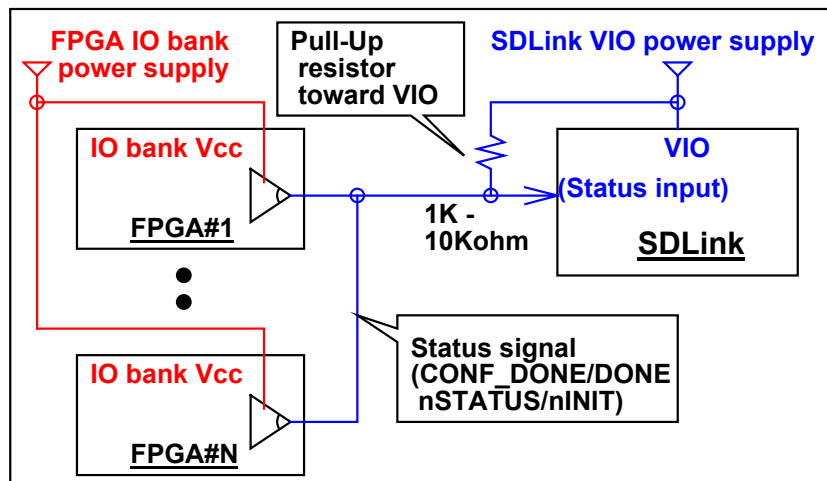 FPGA IO bank
power supply
Pull-Up
resistor
toward VIO
SDLink VIO power supply
IO bank Vcc
FPGA#1
VIO
(Status input)
SDLink
1K -
10Kohm
Status signal
(CONF_DONE/DONE
nSTATUS/nINIT)
IO bank Vcc
FPGA#N